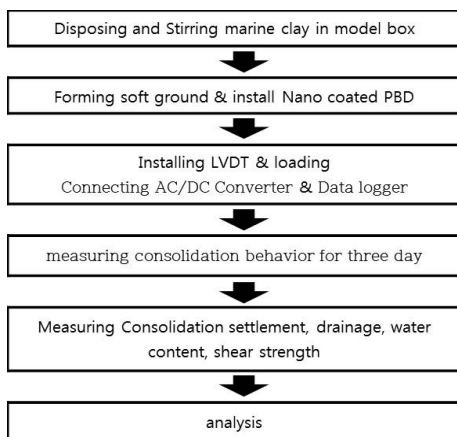 Disposing and Stirring marine clay in model box
Forming soft ground & install Nano coated PBD
Installing LVDT & loading
Connecting AC/DC Converter & Data logger
measuring consolidation behavior for three day
Measuring Consolidation settlement, drainage, water
content, shear strength
analysis